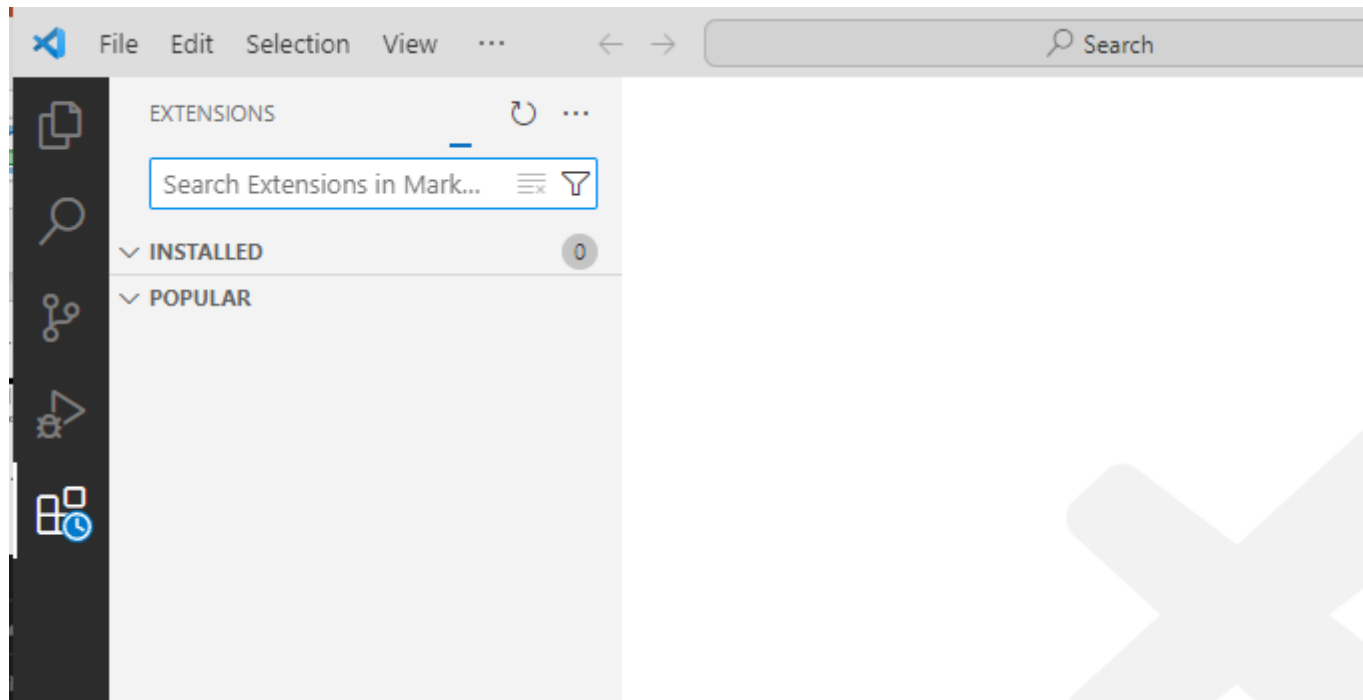 File Edit Selection View ··· Search
EXTENSIONS
Search Extensions in Mark...
INSTALLED 0
POPULAR